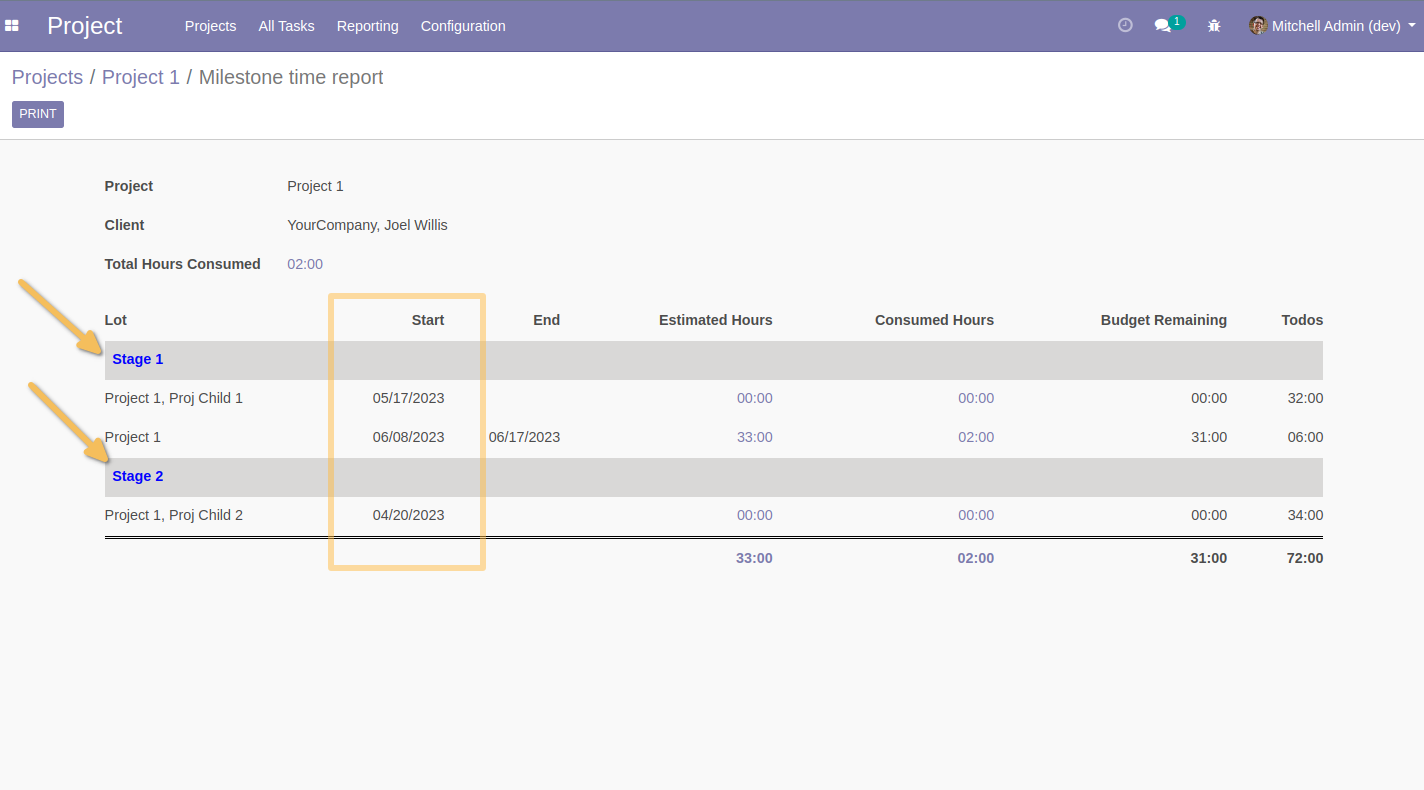 Project Projects All Tasks Reporting Configuration 1 Mitchell Admin (dev)
Projects / Project 1 / Milestone time report
PRINT
Project Project 1
Client YourCompany, Joel Willis
Total Hours Consumed 02:00
Lot Start End Estimated Hours Consumed Hours Budget Remaining Todos
Stage 1
Project 1, Proj Child 1 05/17/2023 00:00 00:00 00:00 32:00
Project 1 06/08/2023 06/17/2023 33:00 02:00 31:00 06:00
Stage 2
Project 1, Proj Child 2 04/20/2023 00:00 00:00 00:00 34:00
33:00 02:00 31:00 72:00